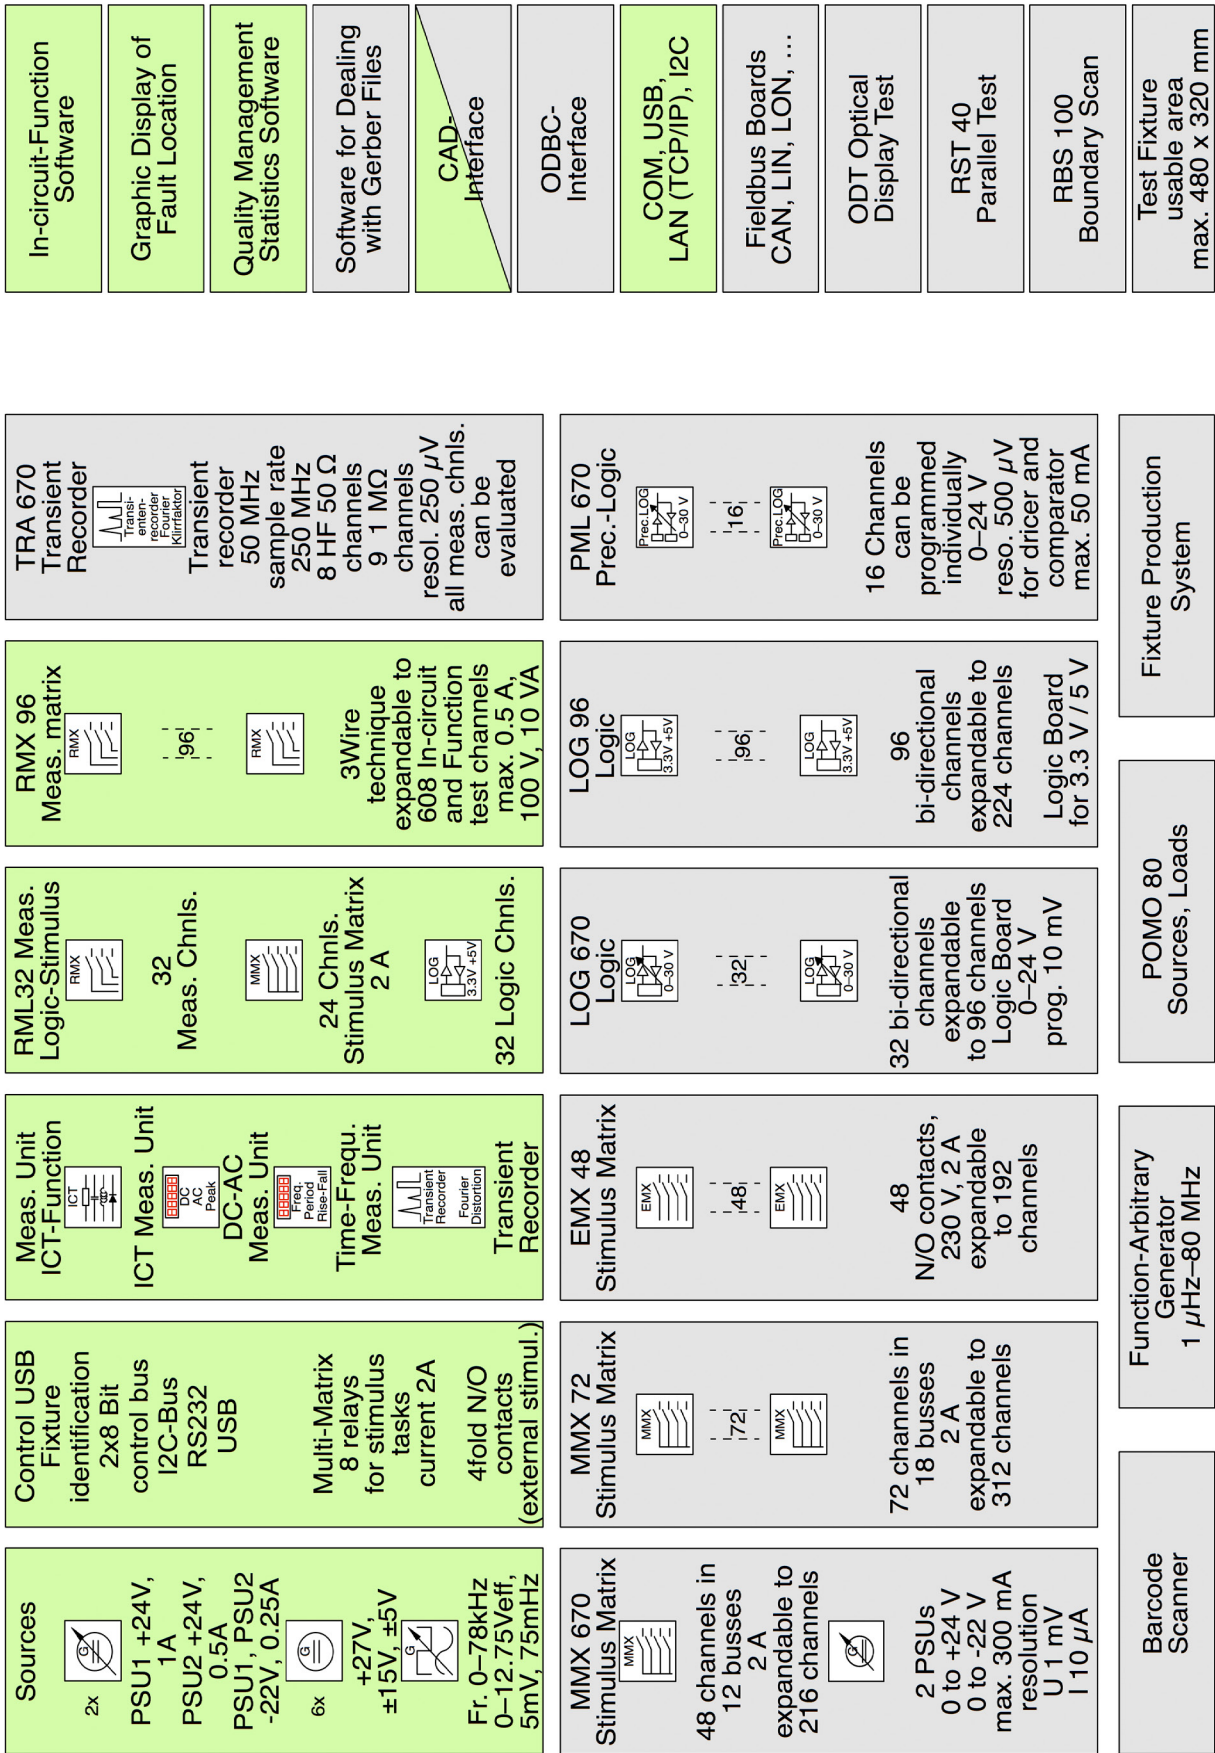 Sources
2x
G
PSU1 +24V,
1A
PSU2 +24V,
0.5A
PSU1, PSU2
-22V, 0.25A
6x
G
+27V,
±15V, ±5V
G
Fr. 0–78kHz
0–12.75Veff,
5mV, 75mHz
Control USB
Fixture
identification
2x8 Bit
control bus
I2C-Bus
RS232
USB
Multi-Matrix
8 relays
for stimulus
tasks
current 2A
4fold N/O
contacts
(external stimul.)
Meas. Unit
ICT-Function
ICT
ICT Meas. Unit
DC
AC
Peak
DC-AC
Meas. Unit
Freq.
Period
Rise-Fall
Time-Frequ.
Meas. Unit
Transient
Recorder
Fourier
Distortion
Transient
Recorder
RML32 Meas.
Logic-Stimulus
RMX
32
Meas. Chnls.
MMX
24 Chnls.
Stimulus Matrix
2 A
LOG
3.3V +5V
32 Logic Chnls.
RMX 96
Meas. matrix
RMX
96
RMX
3Wire
technique
expandable to
608 In-circuit
and Function
test channels
max. 0.5 A,
100 V, 10 VA
TRA 670
Transient
Recorder
Transi-
enten-
recorder
Fourier
Klirrfaktor
Transient
recorder
50 MHz
sample rate
250 MHz
8 HF 50 Ω
channels
9 1 MΩ
channels
resol. 250 µV
all meas. chnls.
can be
evaluated
MMX 670
Stimulus Matrix
MMX
48 channels in
12 busses
2 A
expandable to
216 channels
G
2 PSUs
0 to +24 V
0 to -22 V
max. 300 mA
resolution
U 1 mV
I 10 µA
MMX 72
Stimulus Matrix
MMX
72
MMX
72 channels in
18 busses
2 A
expandable to
312 channels
EMX 48
Stimulus Matrix
EMX
48
EMX
48
N/O contacts,
230 V, 2 A
expandable
to 192
channels
LOG 670
Logic
LOG
0–30 V
32
LOG
0–30 V
32 bi-directional
channels
expandable
to 96 channels
Logic Board
0–24 V
prog. 10 mV
LOG 96
Logic
LOG
3.3V +5V
96
LOG
3.3V +5V
96
bi-directional
channels
expandable to
224 channels
Logic Board
for 3.3 V / 5 V
PML 670
Prec.-Logic
Prec.LOG
0–30 V
16
Prec.LOG
0–30 V
16 Channels
can be
programmed
individually
0–24 V
reso. 500 µV
for dricer and
comparator
max. 50 mA
Barcode
Scanner
Function-Arbitrary
Generator
1 µHz–80 MHz
POMO 80
Sources, Loads
Fixture Production
System
In-circuit-Function
Software
Graphic Display of
Fault Location
Quality Management
Statistics Software
Software for Dealing
with Gerber Files
CAD-
Interface
ODBC-
Interface
COM, USB,
LAN (TCP/IP), I2C
Fieldbus Boards
CAN, LIN, LON, …
ODT Optical
Display Test
RST 40
Parallel Test
RBS 100
Boundary Scan
Test Fixture
usable area
max. 480 x 320 mm